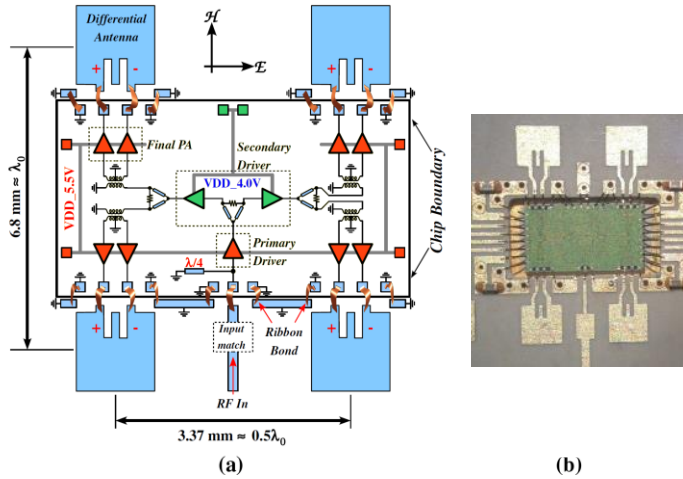 Differential
Antenna
+ -
+ -
ℋ
ℰ
Final PA
Secondary
Driver
VDD_4.0V
VDD_5.5V
6.8 mm ≈ λ₀
Chip Boundary
Primary
Driver
λ/4
+ -
+ -
Input
match
Ribbon
Bond
RF In
3.37 mm ≈ 0.5λ₀
(a)
(b)